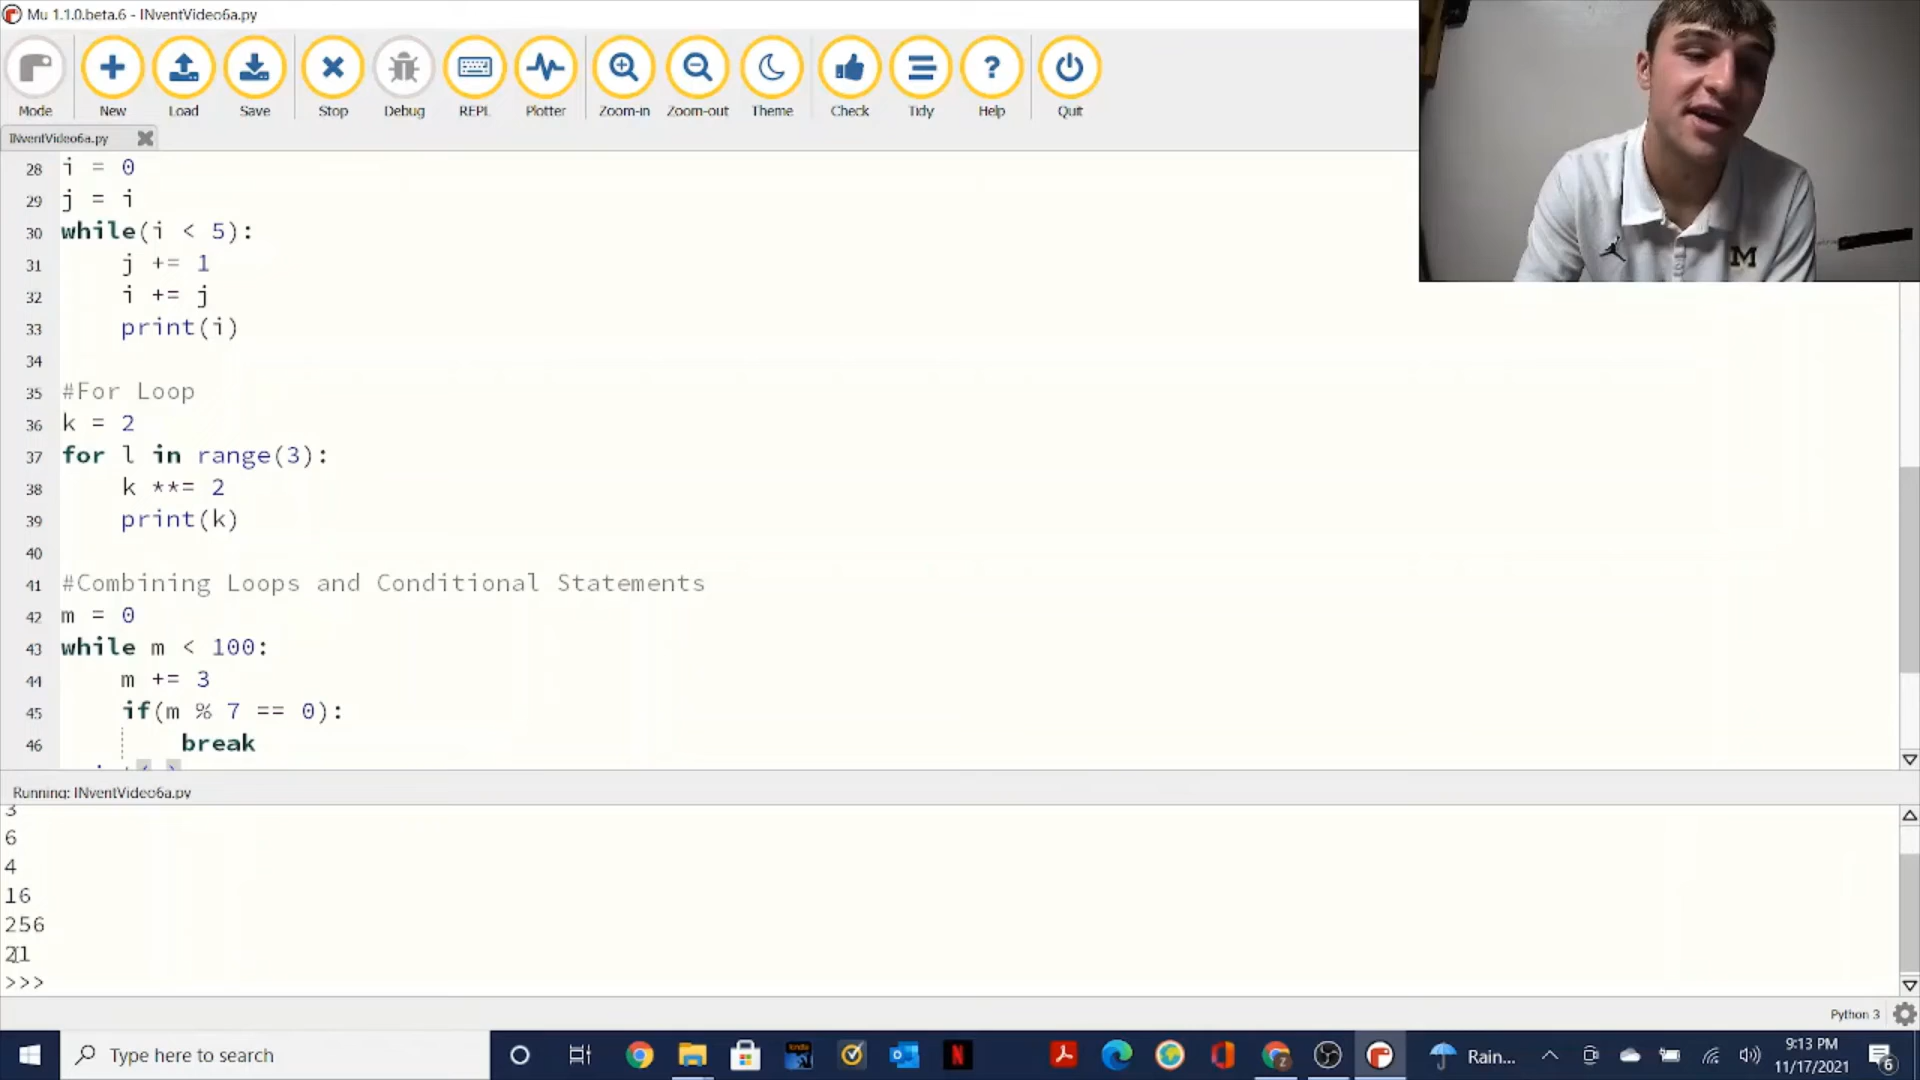 Mu 1.1.0.beta.6 - INventVideo6a.py
Mode New Load Save Stop Debug REPL Plotter Zoom-in Zoom-out Theme Check Tidy Help Quit
INventVideo6a.py
28 i = 0
29 j = i
30 while(i < 5):
31 j += 1
32 i += j
33 print(i)
34
35 #For Loop
36 k = 2
37 for l in range(3):
38 k **= 2
39 print(k)
40
41 #Combining Loops and Conditional Statements
42 m = 0
43 while m < 100:
44 m += 3
45 if(m % 7 == 0):
46 break
M
Running: INventVideo6a.py
3
6
4
16
256
21
>>>
Python 3
Type here to search
Rain...
9:13 PM
11/17/2021
6